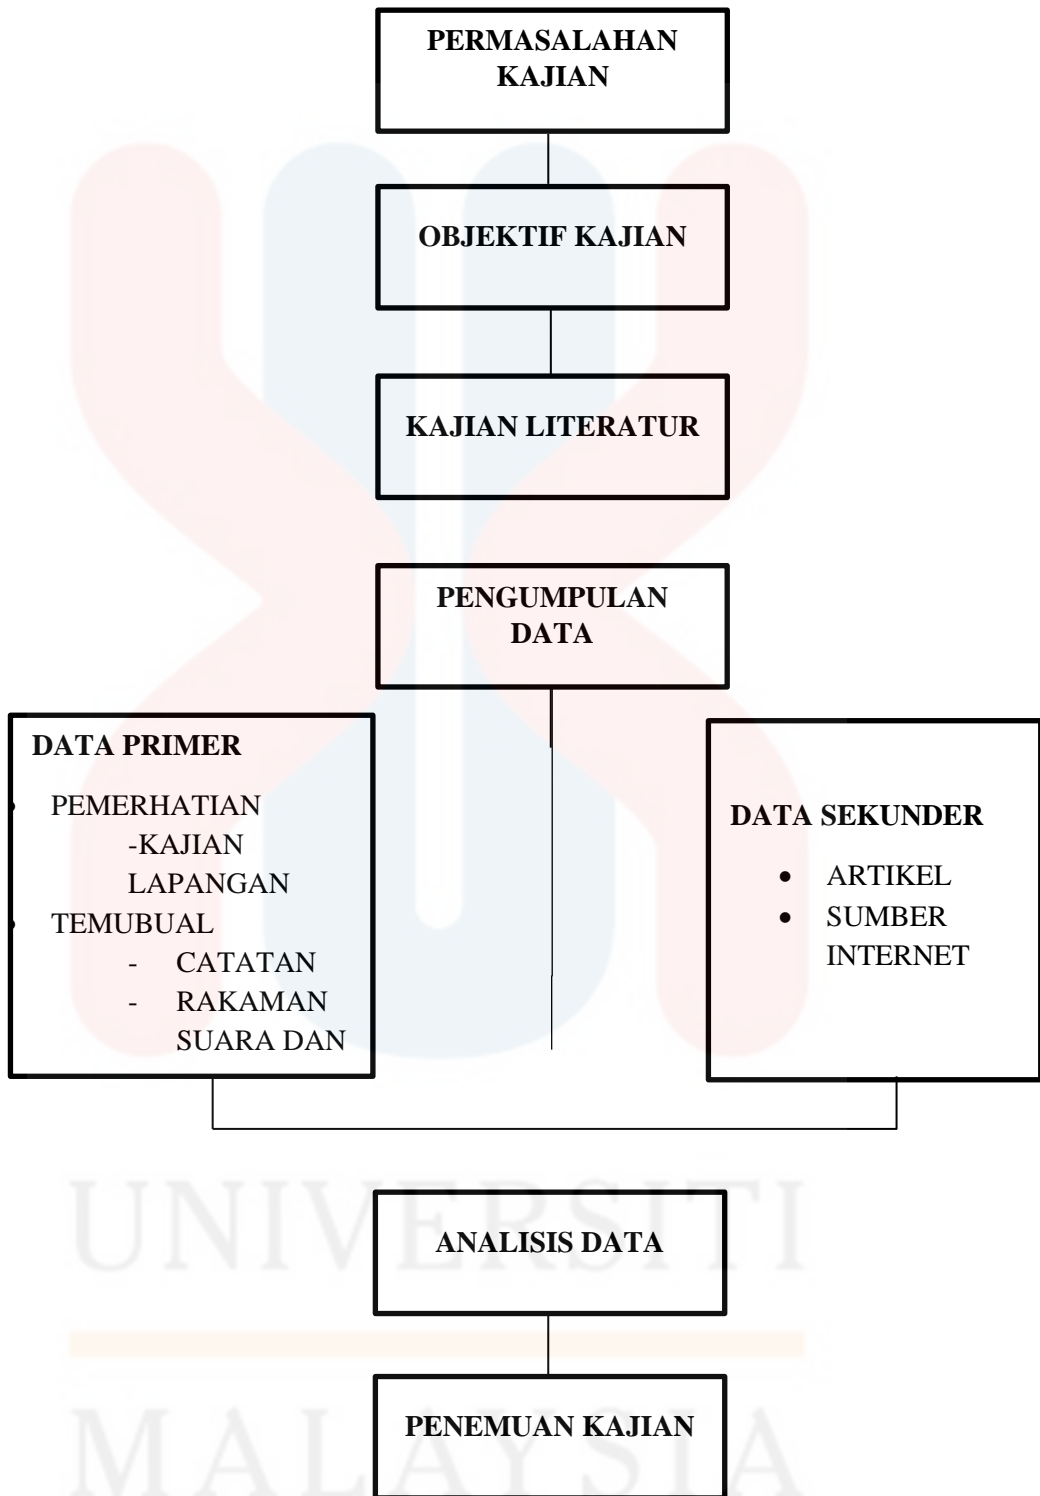 PERMASALAHAN
KAJIAN
OBJEKTIF KAJIAN
KAJIAN LITERATUR
PENGUMPULAN
DATA
DATA PRIMER
• PEMERHATIAN
-KAJIAN
LAPANGAN
• TEMUBUAL
- CATATAN
- RAKAMAN
SUARA DAN
DATA SEKUNDER
• ARTIKEL
• SUMBER
INTERNET
ANALISIS DATA
PENEMUAN KAJIAN
UNIVERSITI
MALAYSIA